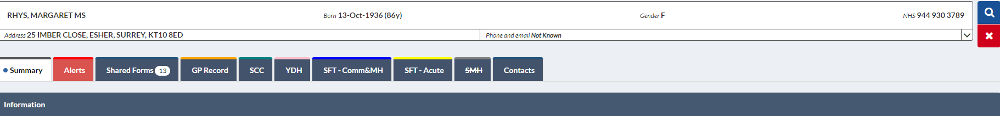 RHYS, MARGARET MS Born 13-Oct-1936 (86y) Gender F NHS 944 930 3789
Address 25 IMBER CLOSE, ESHER, SURREY, KT10 8ED Phone and email Not Known
Summary Alerts Shared Forms 13 GP Record SCC YDH SFT - Comm&MH SFT - Acute SMH Contacts
Information